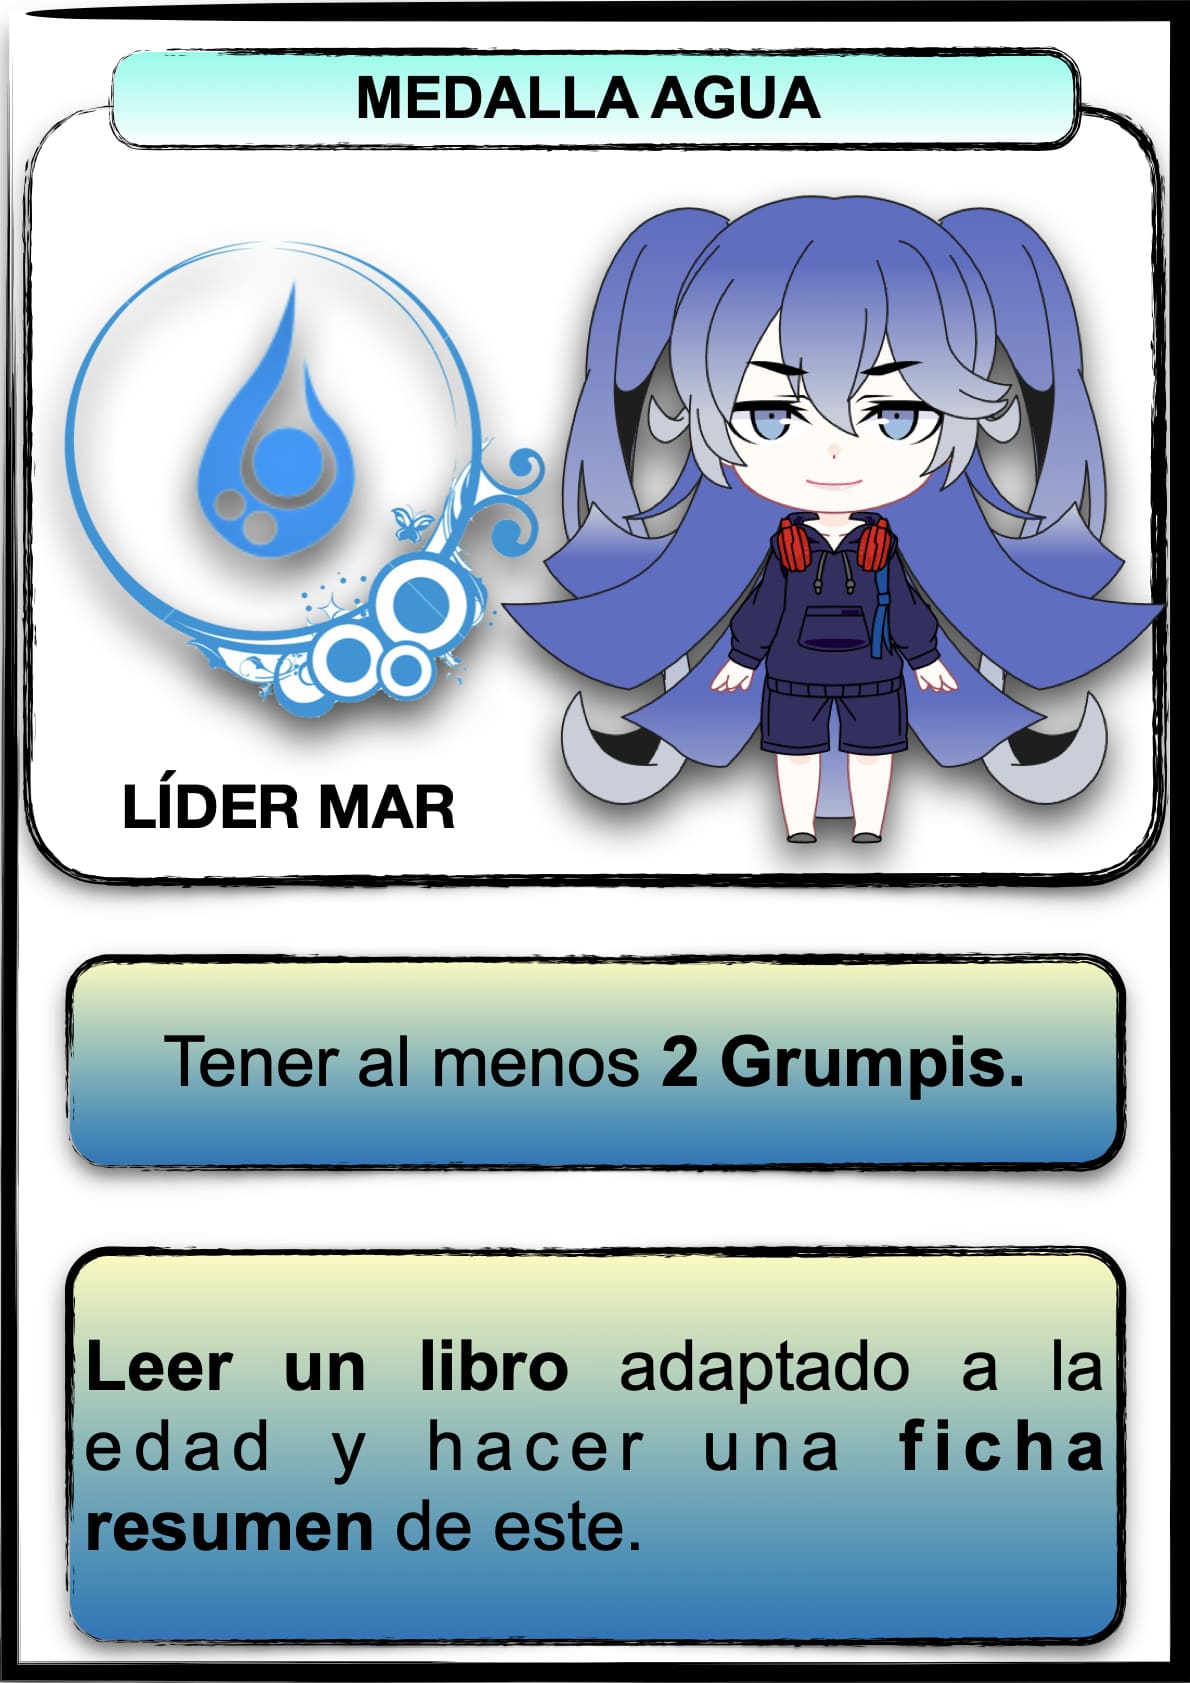 MEDALLA AGUA
LÍDER MAR
Tener al menos 2 Grumpis.
Leer un libro adaptado a la
edad y hacer una ficha
resumen de este.